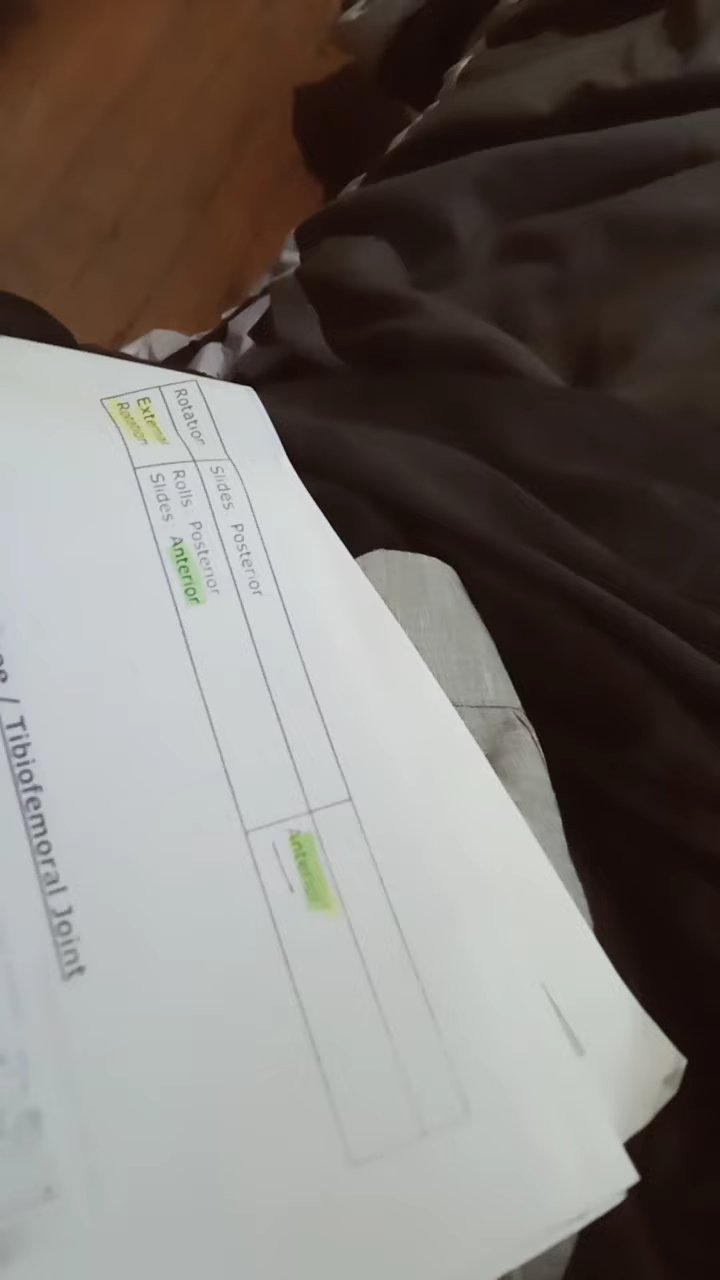 Rotation
Slides: Posterior
External
Rotation
Rolls: Posterior
Slides: Anterior
Anterior
/ Tibiofemoral Joint